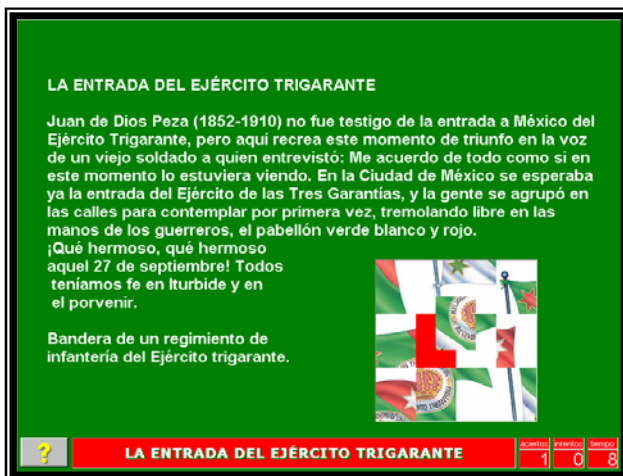 LA ENTRADA DEL EJÉRCITO TRIGARANTE
Juan de Dios Peza (1852-1910) no fue testigo de la entrada a México del
Ejército Trigarante, pero aquí recrea este momento de triunfo en la voz
de un viejo soldado a quien entrevistó: Me acuerdo de todo como si en
este momento lo estuviera viendo. En la Ciudad de México se esperaba
ya la entrada del Ejército de las Tres Garantías, y la gente se agrupó en
las calles para contemplar por primera vez, tremolando libre en las
manos de los guerreros, el pabellón verde blanco y rojo.
¡Qué hermoso, qué hermoso
aquel 27 de septiembre! Todos
teníamos fe en Iturbide y en
el porvenir.
Bandera de un regimiento de
infantería del Ejército trigarante.
?
LA ENTRADA DEL EJÉRCITO TRIGARANTE
aciertos intentos tiempo
1 0 8